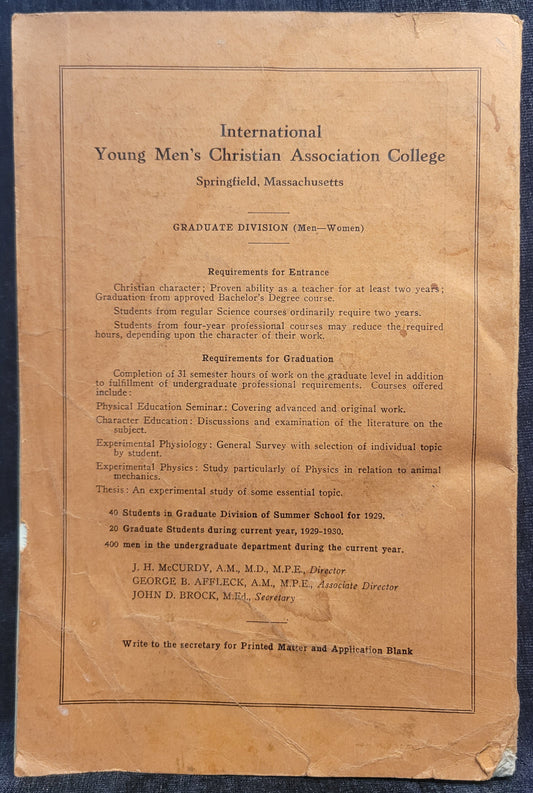 International
Young Men's Christian Association College
Springfield, Massachusetts
GRADUATE DIVISION (Men—Women)
Requirements for Entrance
Christian character; Proven ability as a teacher for at least two years;
Graduation from approved Bachelor's Degree course.
Students from regular Science courses ordinarily require two years.
Students from four-year professional courses may reduce the required
hours, depending upon the character of their work.
Requirements for Graduation
Completion of 31 semester hours of work on the graduate level in addition
to fulfillment of undergraduate professional requirements. Courses offered
include:
Physical Education Seminar: Covering advanced and original work.
Character Education: Discussions and examination of the literature on the
subject.
Experimental Physiology: General Survey with selection of individual topic
by student.
Experimental Physics: Study particularly of Physics in relation to animal
mechanics.
Thesis: An experimental study of some essential topic.
40 Students in Graduate Division of Summer School for 1929.
20 Graduate Students during current year, 1929-1930.
400 men in the undergraduate department during the current year.
J. H. McCURDY, A.M., M.D., M.P.E., Director
GEORGE B. AFFLECK, A.M., M.P.E., Associate Director
JOHN D. BROCK, M.Ed., Secretary
Write to the secretary for Printed Matter and Application Blank